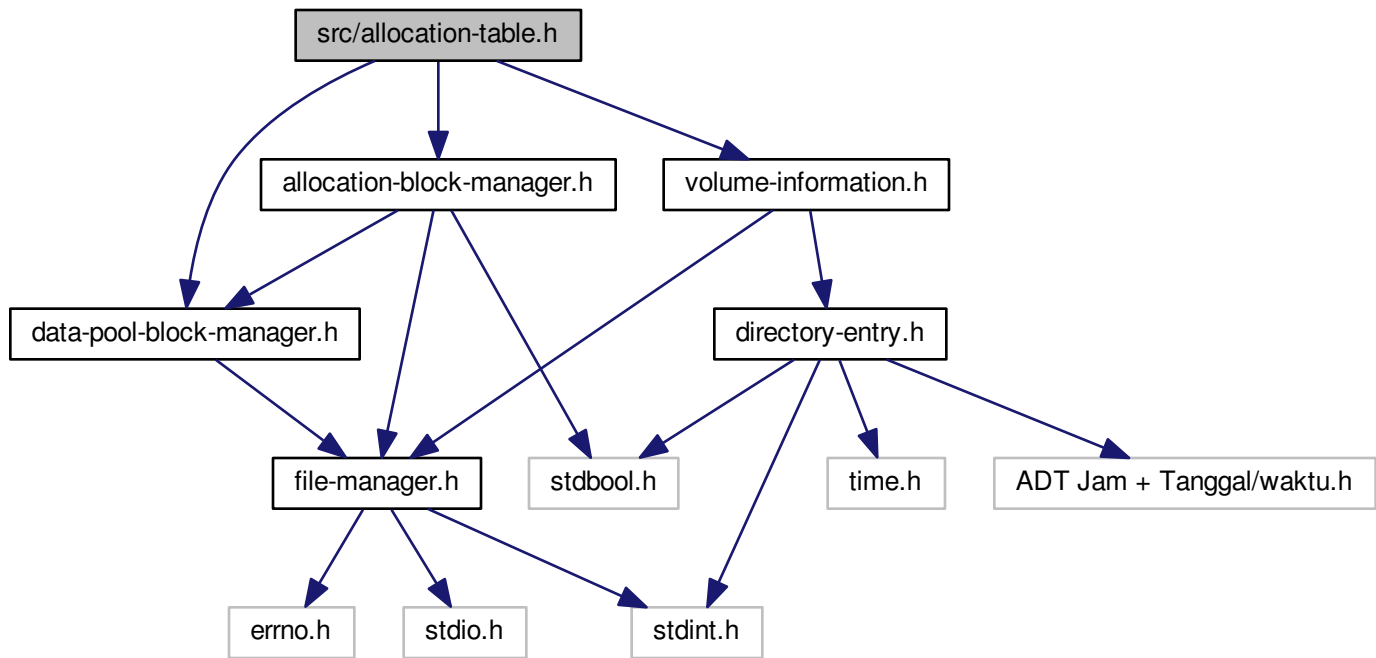 src/allocation-table.h
allocation-block-manager.h
volume-information.h
data-pool-block-manager.h
directory-entry.h
file-manager.h
stdbool.h
time.h
ADT Jam + Tanggal/waktu.h
errno.h
stdio.h
stdint.h